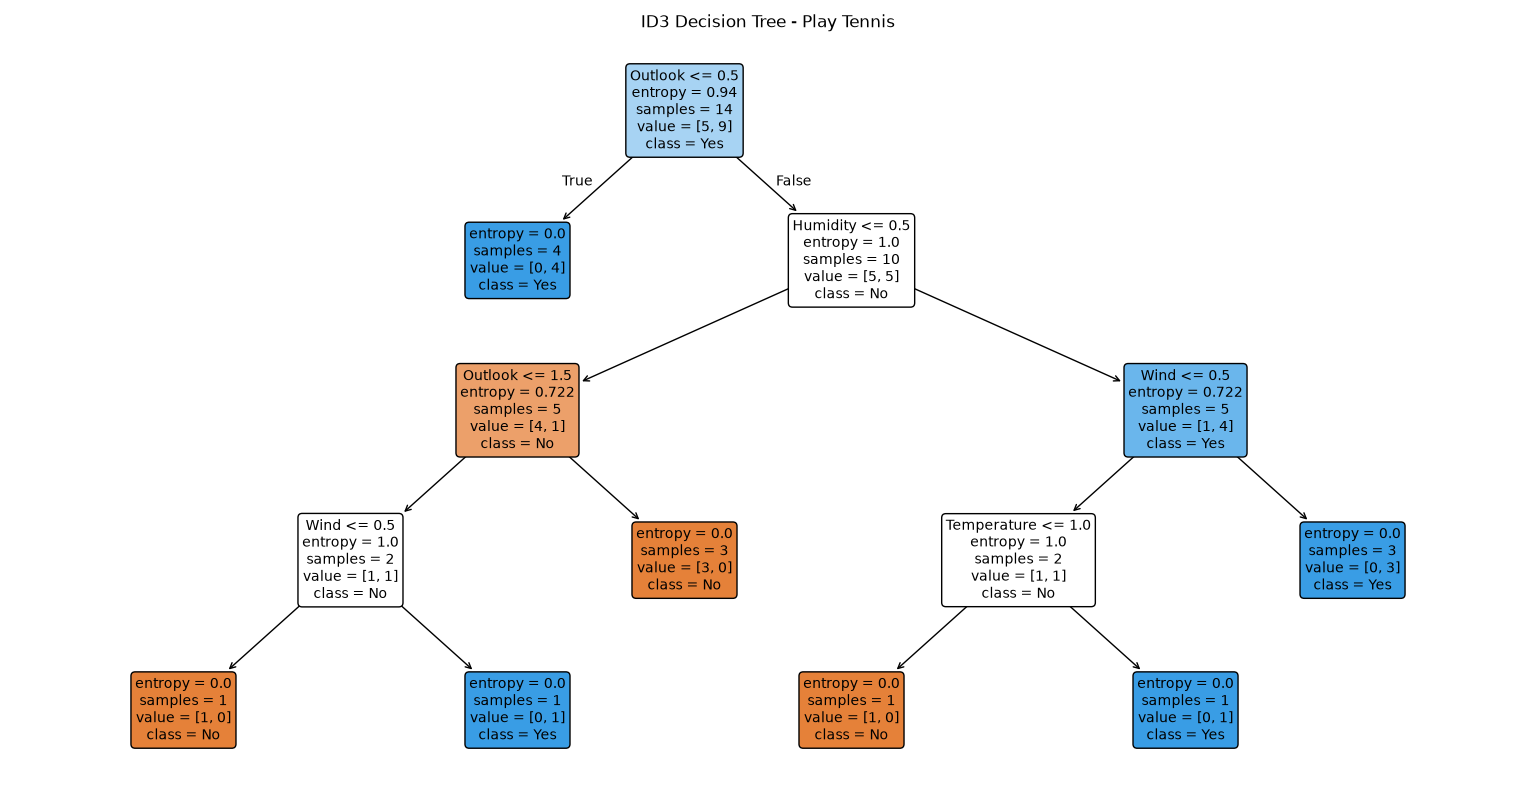 ID3 Decision Tree - Play Tennis
Outlook <= 0.5
entropy = 0.94
samples = 14
value = [5, 9]
class = Yes
True
False
entropy = 0.0
samples = 4
value = [0, 4]
class = Yes
Humidity <= 0.5
entropy = 1.0
samples = 10
value = [5, 5]
class = No
Outlook <= 1.5
entropy = 0.722
samples = 5
value = [4, 1]
class = No
Wind <= 0.5
entropy = 0.722
samples = 5
value = [1, 4]
class = Yes
Wind <= 0.5
entropy = 1.0
samples = 2
value = [1, 1]
class = No
entropy = 0.0
samples = 3
value = [3, 0]
class = No
Temperature <= 1.0
entropy = 1.0
samples = 2
value = [1, 1]
class = No
entropy = 0.0
samples = 3
value = [0, 3]
class = Yes
entropy = 0.0
samples = 1
value = [1, 0]
class = No
entropy = 0.0
samples = 1
value = [0, 1]
class = Yes
entropy = 0.0
samples = 1
value = [1, 0]
class = No
entropy = 0.0
samples = 1
value = [0, 1]
class = Yes